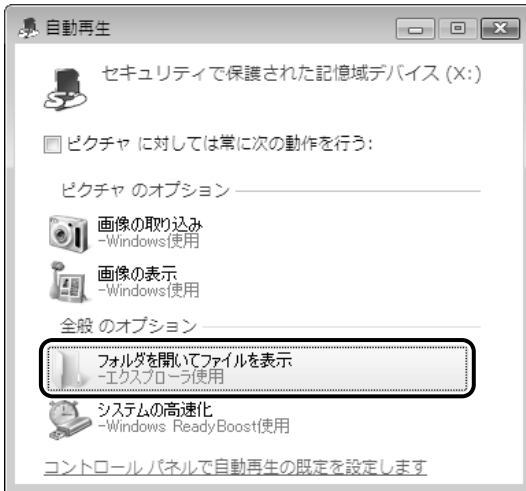 自動再生
セキュリティで保護された記憶域デバイス (X:)
ピクチャ に対しては常に次の動作を行う:
ピクチャ のオプション
画像の取り込み
-Windows使用
画像の表示
-Windows使用
全般 のオプション
フォルダを開いてファイルを表示
-エクスプローラ使用
システムの高速化
-Windows ReadyBoost使用
コントロール パネルで自動再生の既定を設定します